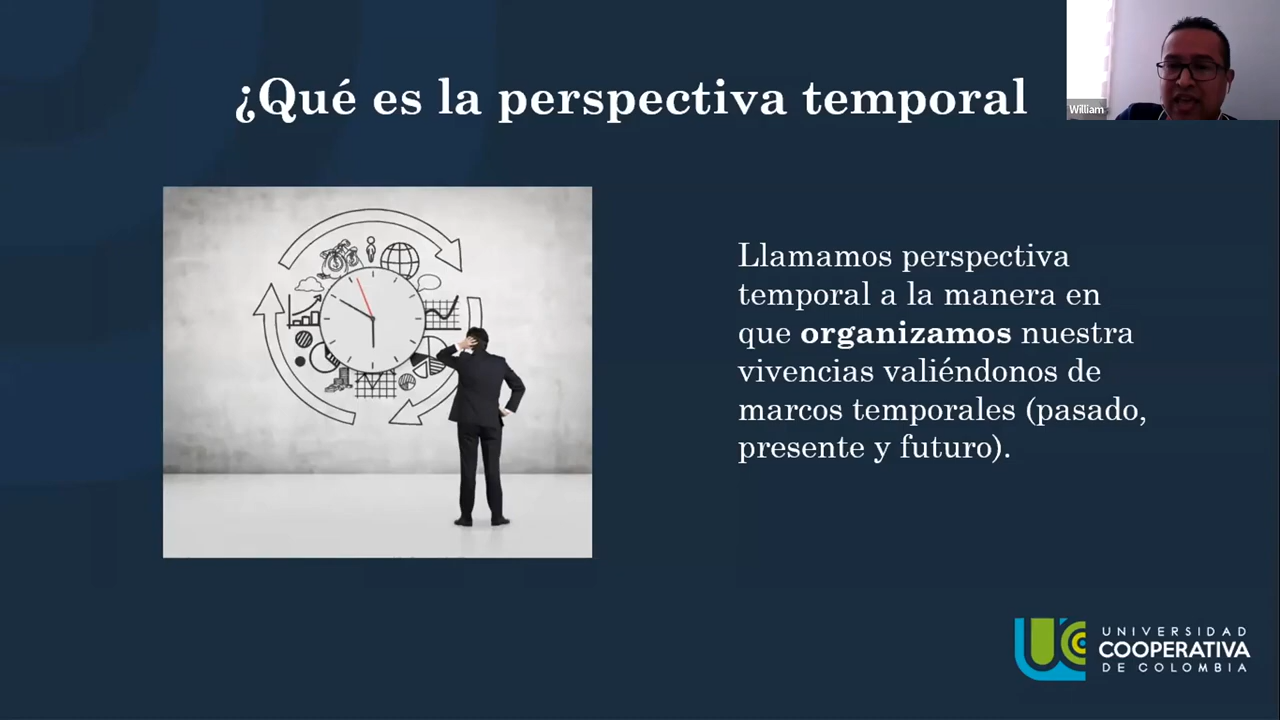 ¿Qué es la perspectiva temporal
William
Llamamos perspectiva
temporal a la manera en
que organizamos nuestra
vivencias valiéndonos de
marcos temporales (pasado,
presente y futuro).
UNIVERSIDAD
COOPERATIVA
DE COLOMBIA